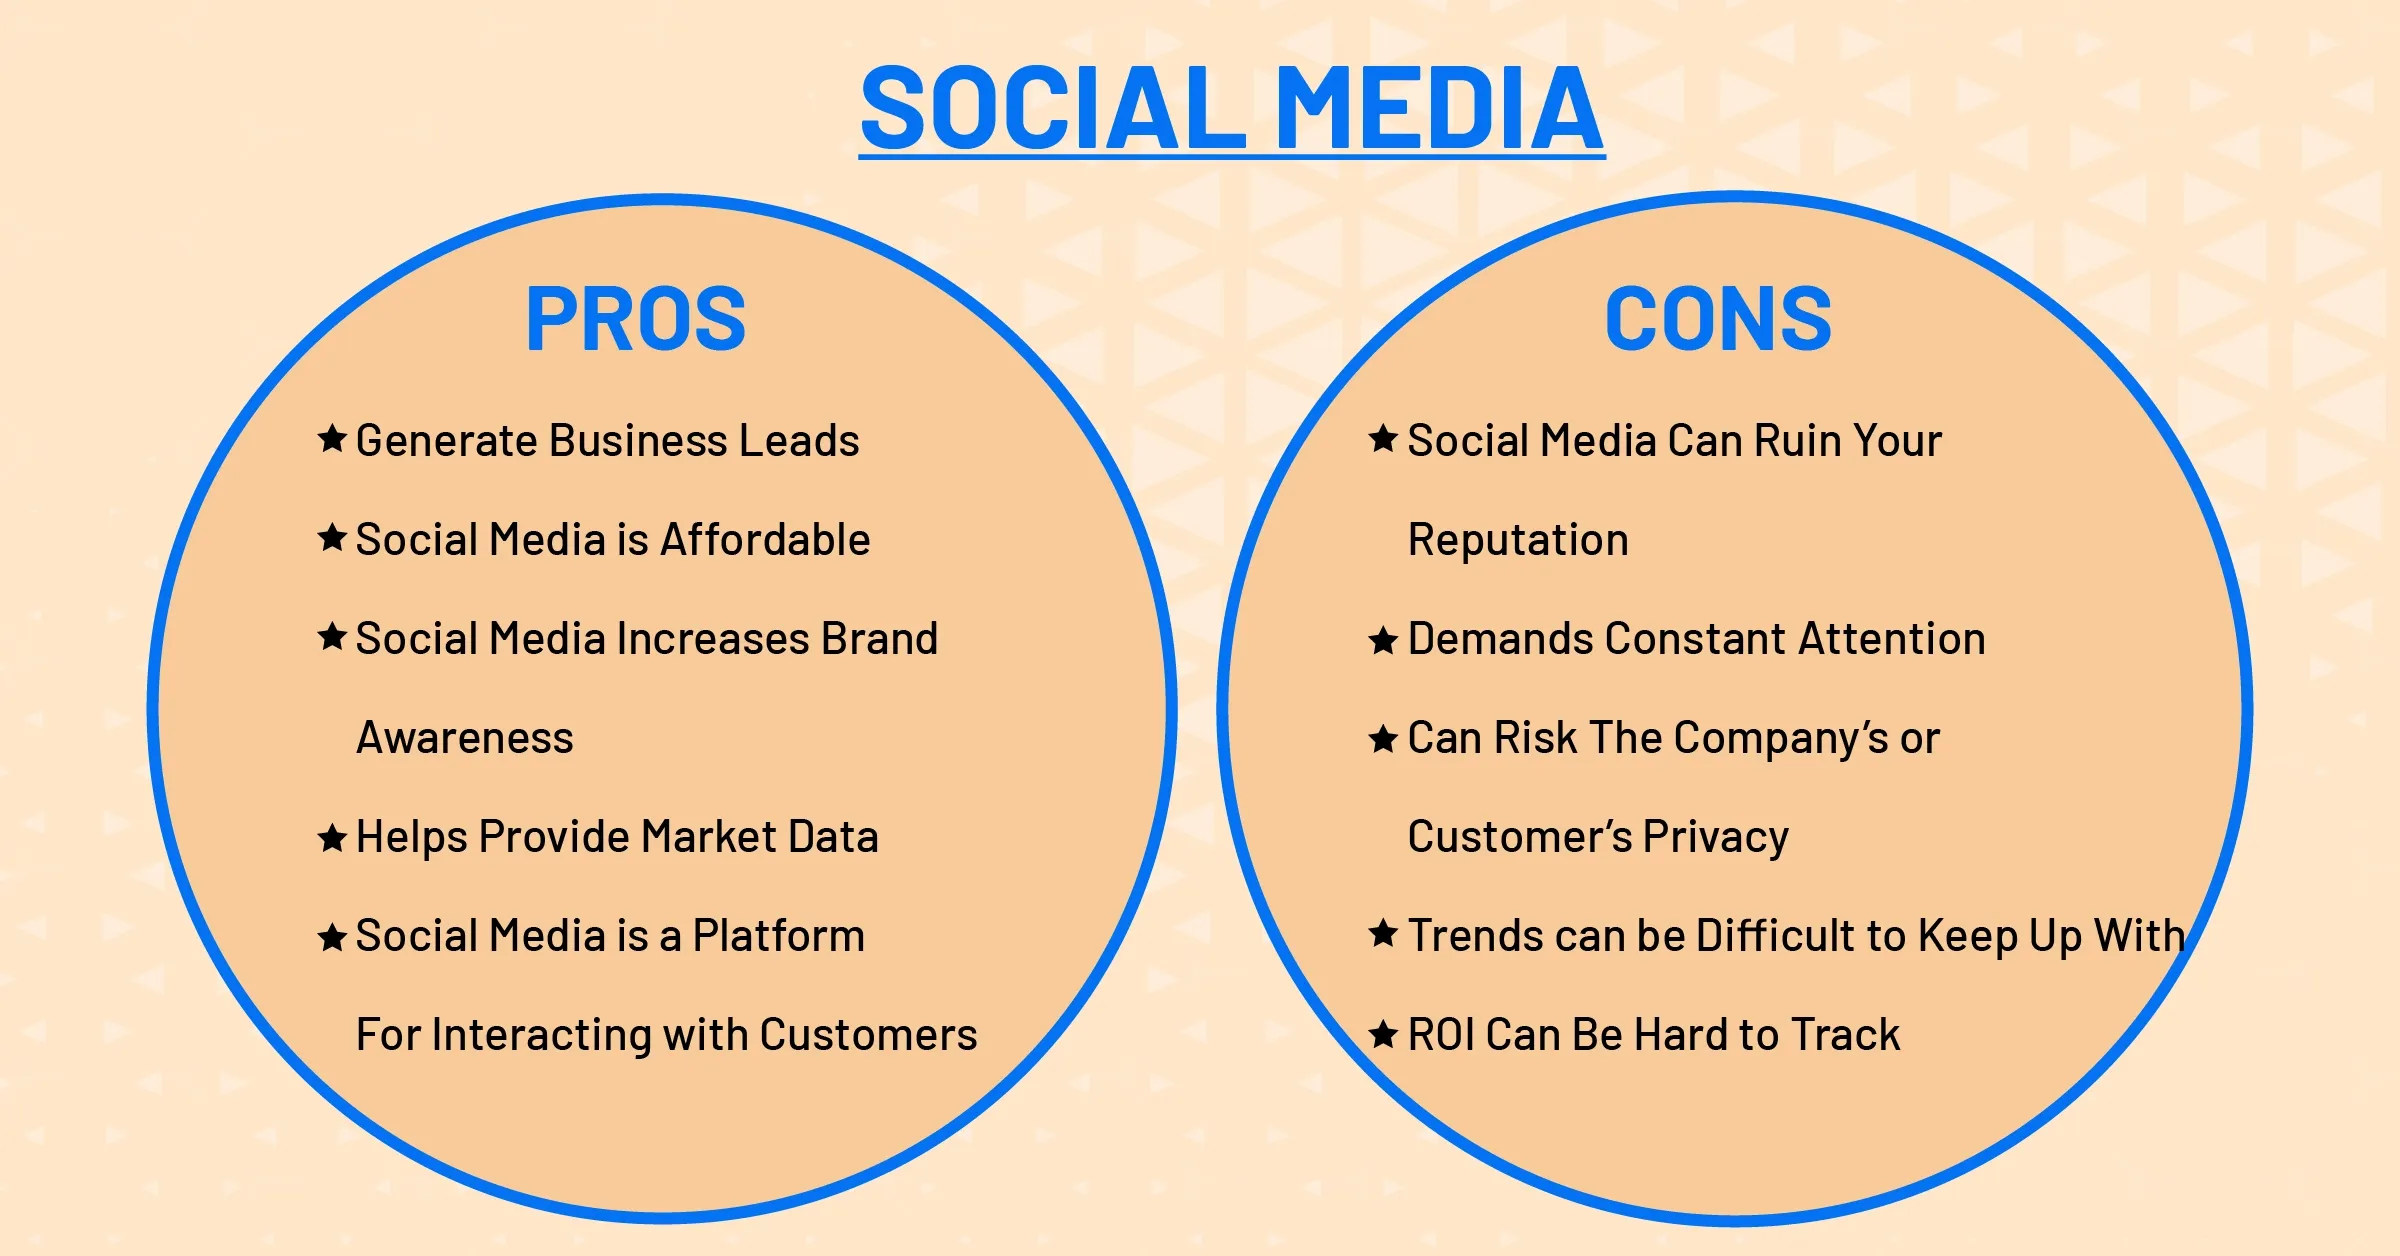 SOCIAL MEDIA
PROS
Generate Business Leads
Social Media is Affordable
Social Media Increases Brand
Awareness
Helps Provide Market Data
Social Media is a Platform
For Interacting with Customers
CONS
Social Media Can Ruin Your
Reputation
Demands Constant Attention
Can Risk The Company’s or
Customer’s Privacy
Trends can be Difficult to Keep Up With
ROI Can Be Hard to Track